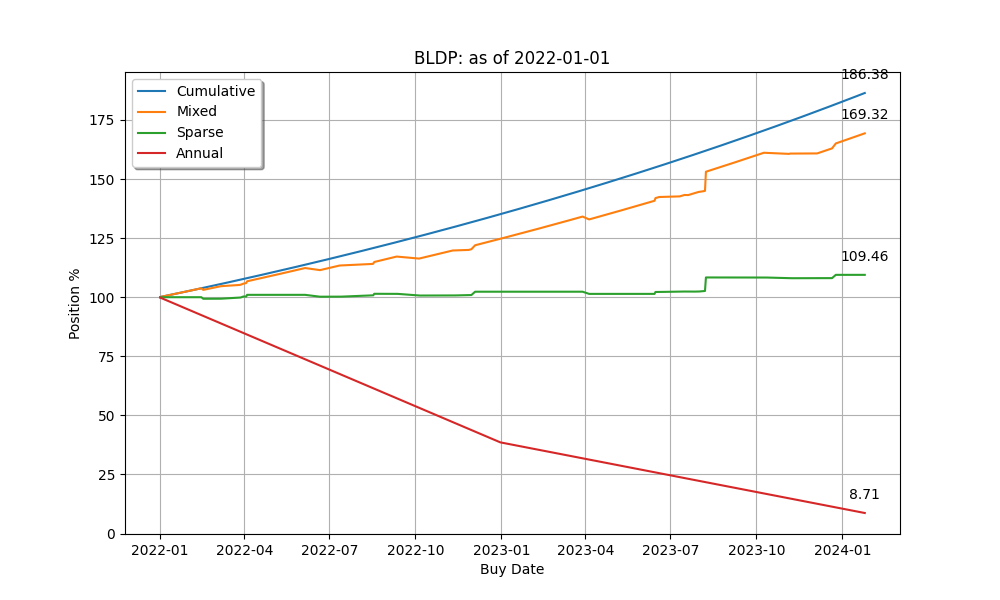 BLDP: as of 2022-01-01
Cumulative
Mixed
Sparse
Annual
186.38
169.32
109.46
8.71
175
150
125
100
75
50
25
0
Position %
2022-01 2022-04 2022-07 2022-10 2023-01 2023-04 2023-07 2023-10 2024-01
Buy Date